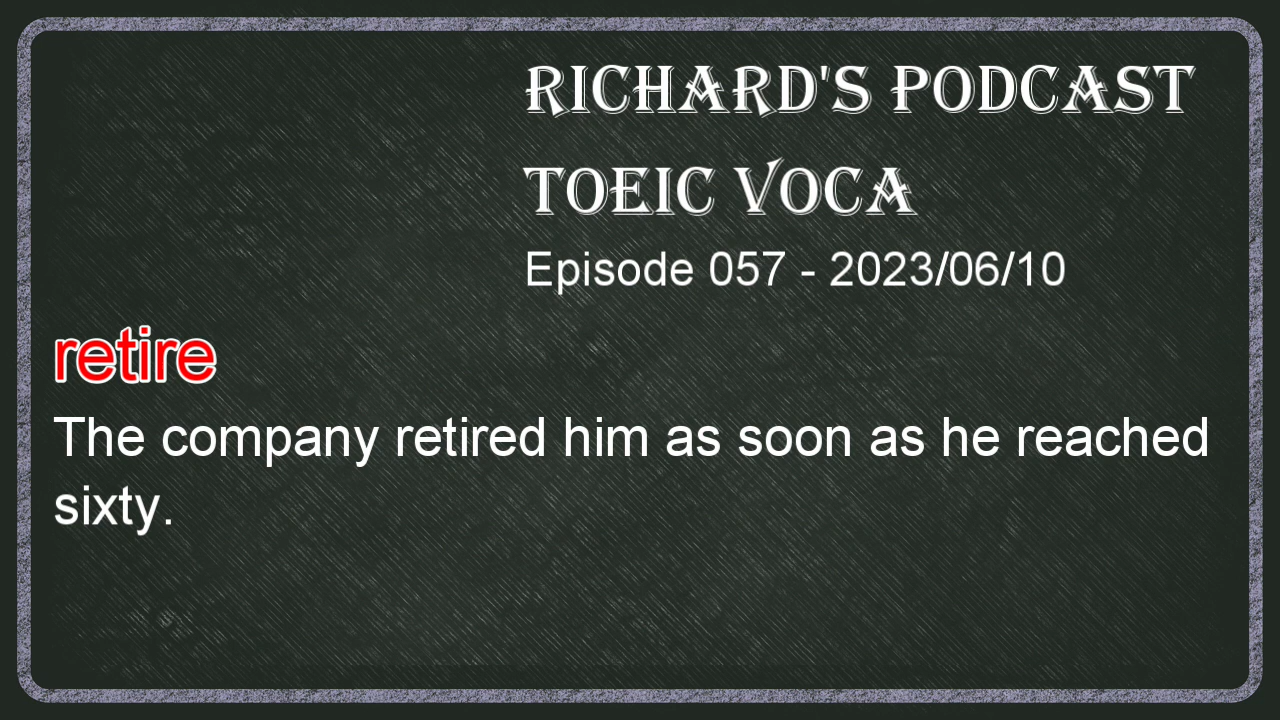 RICHARD'S PODCAST
TOEIC VOCA
Episode 057 - 2023/06/10
retire
The company retired him as soon as he reached
sixty.